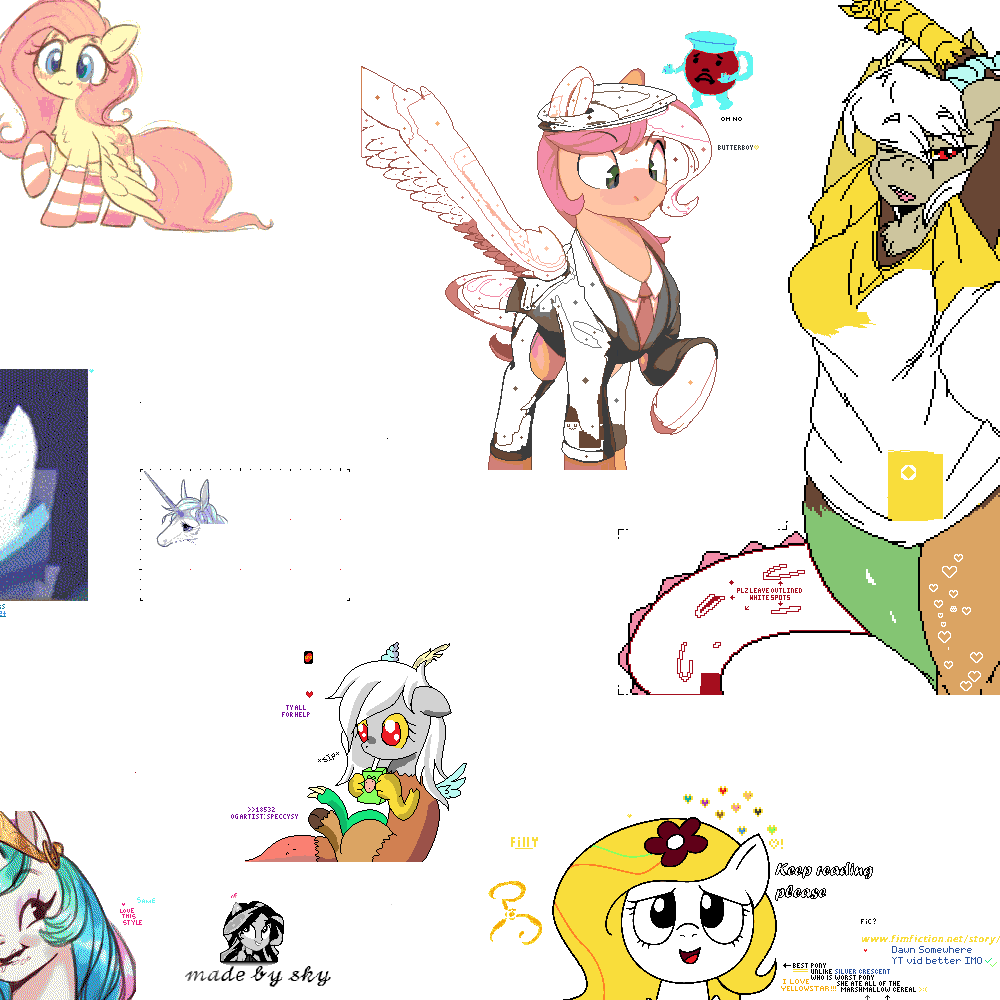 OH NO
BUTTERBOY
PLZ LEAVE OUTLINED
WHITE SPOTS
TY ALL
FOR HELP
*SIP*
>>18532
OG ARTIST: SPECCYSY
FILLY
Keep reading
please
LOVE
THIS
STYLE
Same
made by sky
FiC?
www.fimfiction.net/story/
Dawn Somewhere
YT vid better IMO
BEST PONY
UNLIKE SILVER CRESCENT
WHO IS WORST PONY
I LOVE
YELLOWSTAR!!!
SHE ATE ALL OF THE
MARSHMALLOW CEREAL